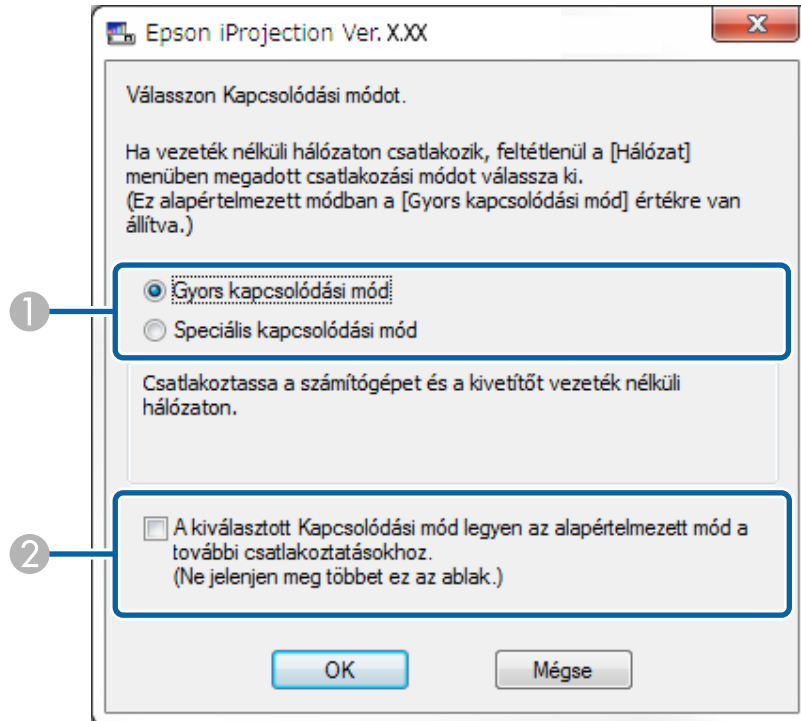 Epson iProjection Ver. X.XX
Válasszon Kapcsolódási módot.
Ha vezeték nélküli hálózaton csatlakozik, feltétlenül a [Hálózat]
menüben megadott csatlakozási módot válassza ki.
(Ez alapértelmezett módban a [Gyors kapcsolódási mód] értékre van
állítva.)
1
Gyors kapcsolódási mód
Speciális kapcsolódási mód
Csatlakoztassa a számítógépet és a kivetítőt vezeték nélküli
hálózaton.
2
A kiválasztott Kapcsolódási mód legyen az alapértelmezett mód a
további csatlakoztatásokhoz.
(Ne jelenjen meg többet ez az ablak.)
OK
Mégse